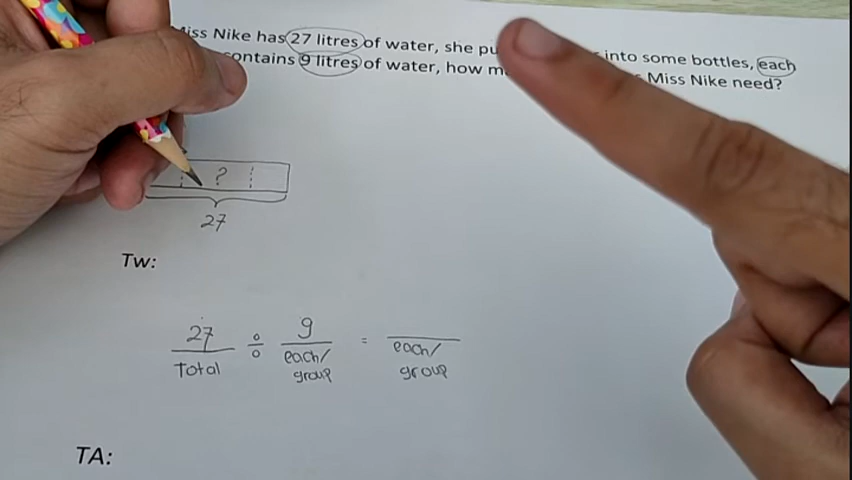 Miss Nike has 27 litres of water, she into some bottles, each
contains 9 litres of water, how Miss Nike need?
?
27
Tw:
27 ÷ 9 =
Total each/ each/
group group
TA: